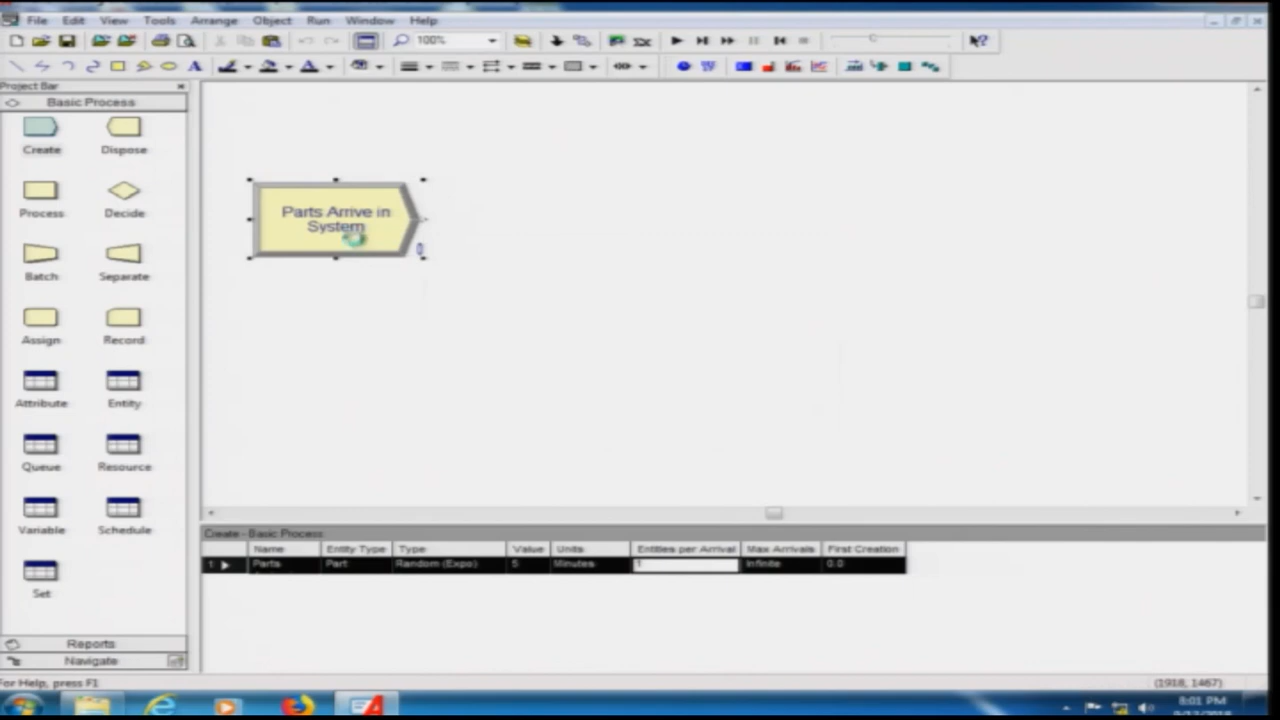 File Edit View Tools Arrange Object Run Window Help
100%
A
Project Bar
Basic Process
Create Dispose
Process Decide
Batch Separate
Assign Record
Attribute Entity
Queue Resource
Variable Schedule
Set
Reports
Navigate
Parts Arrive in
System
0
Create - Basic Process
Name Entity Type Type Value Units Entities per Arrival Max Arrivals First Creation
1 Parts Part Random (Expo) 5 Minutes 1 Infinite 0.0
For Help, press F1
(1918, 1467)
8:01 PM